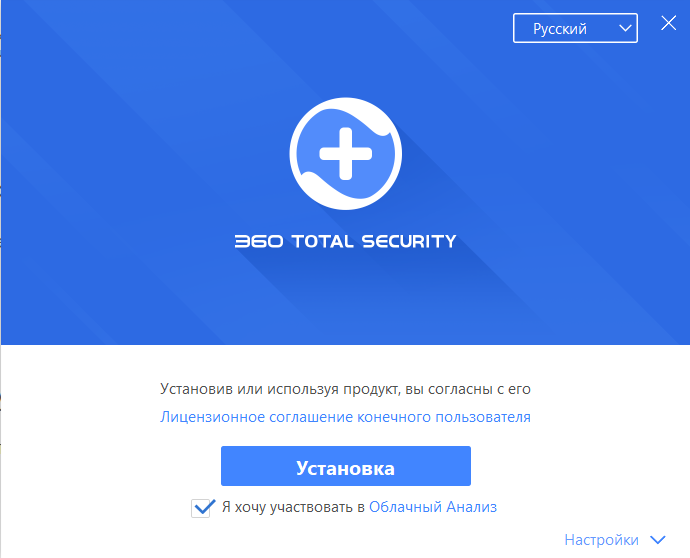 Русский
360 TOTAL SECURITY
Установив или используя продукт, вы согласны с его
Лицензионное соглашение конечного пользователя
Установка
Я хочу участвовать в Облачный Анализ
Настройки